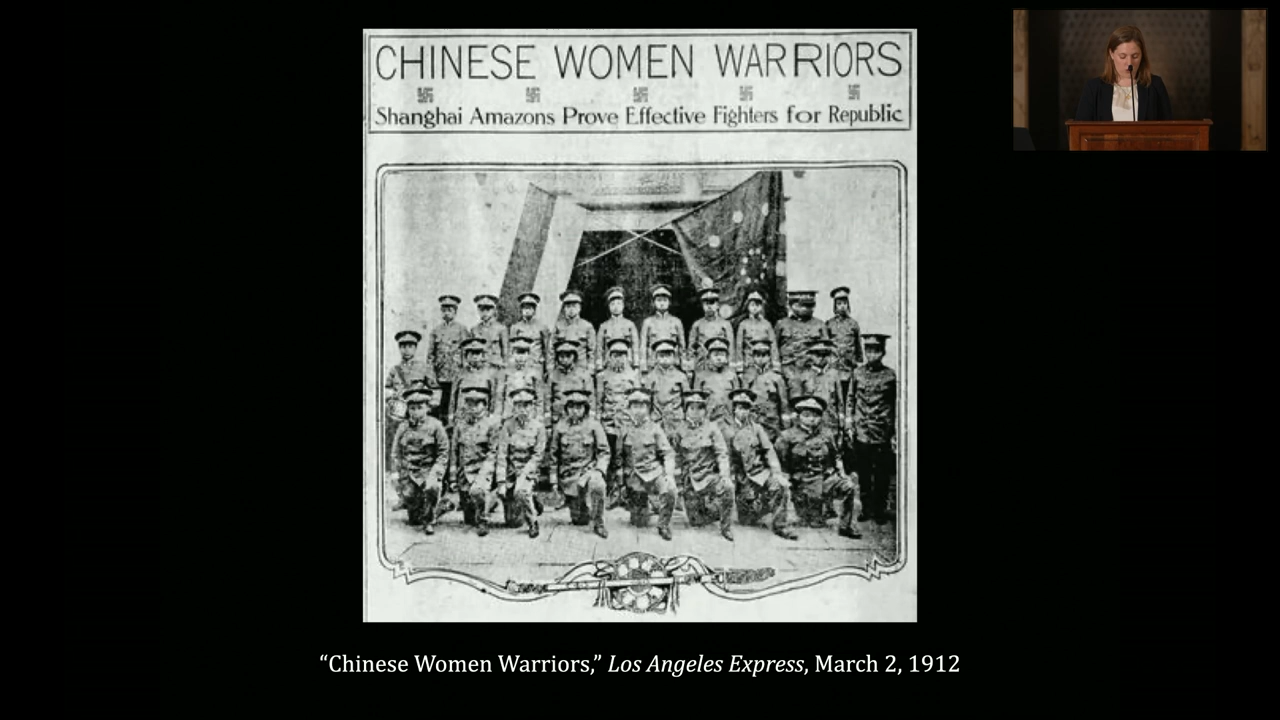 CHINESE WOMEN WARRIORS
Shanghai Amazons Prove Effective Fighters for Republic
“Chinese Women Warriors,” Los Angeles Express, March 2, 1912